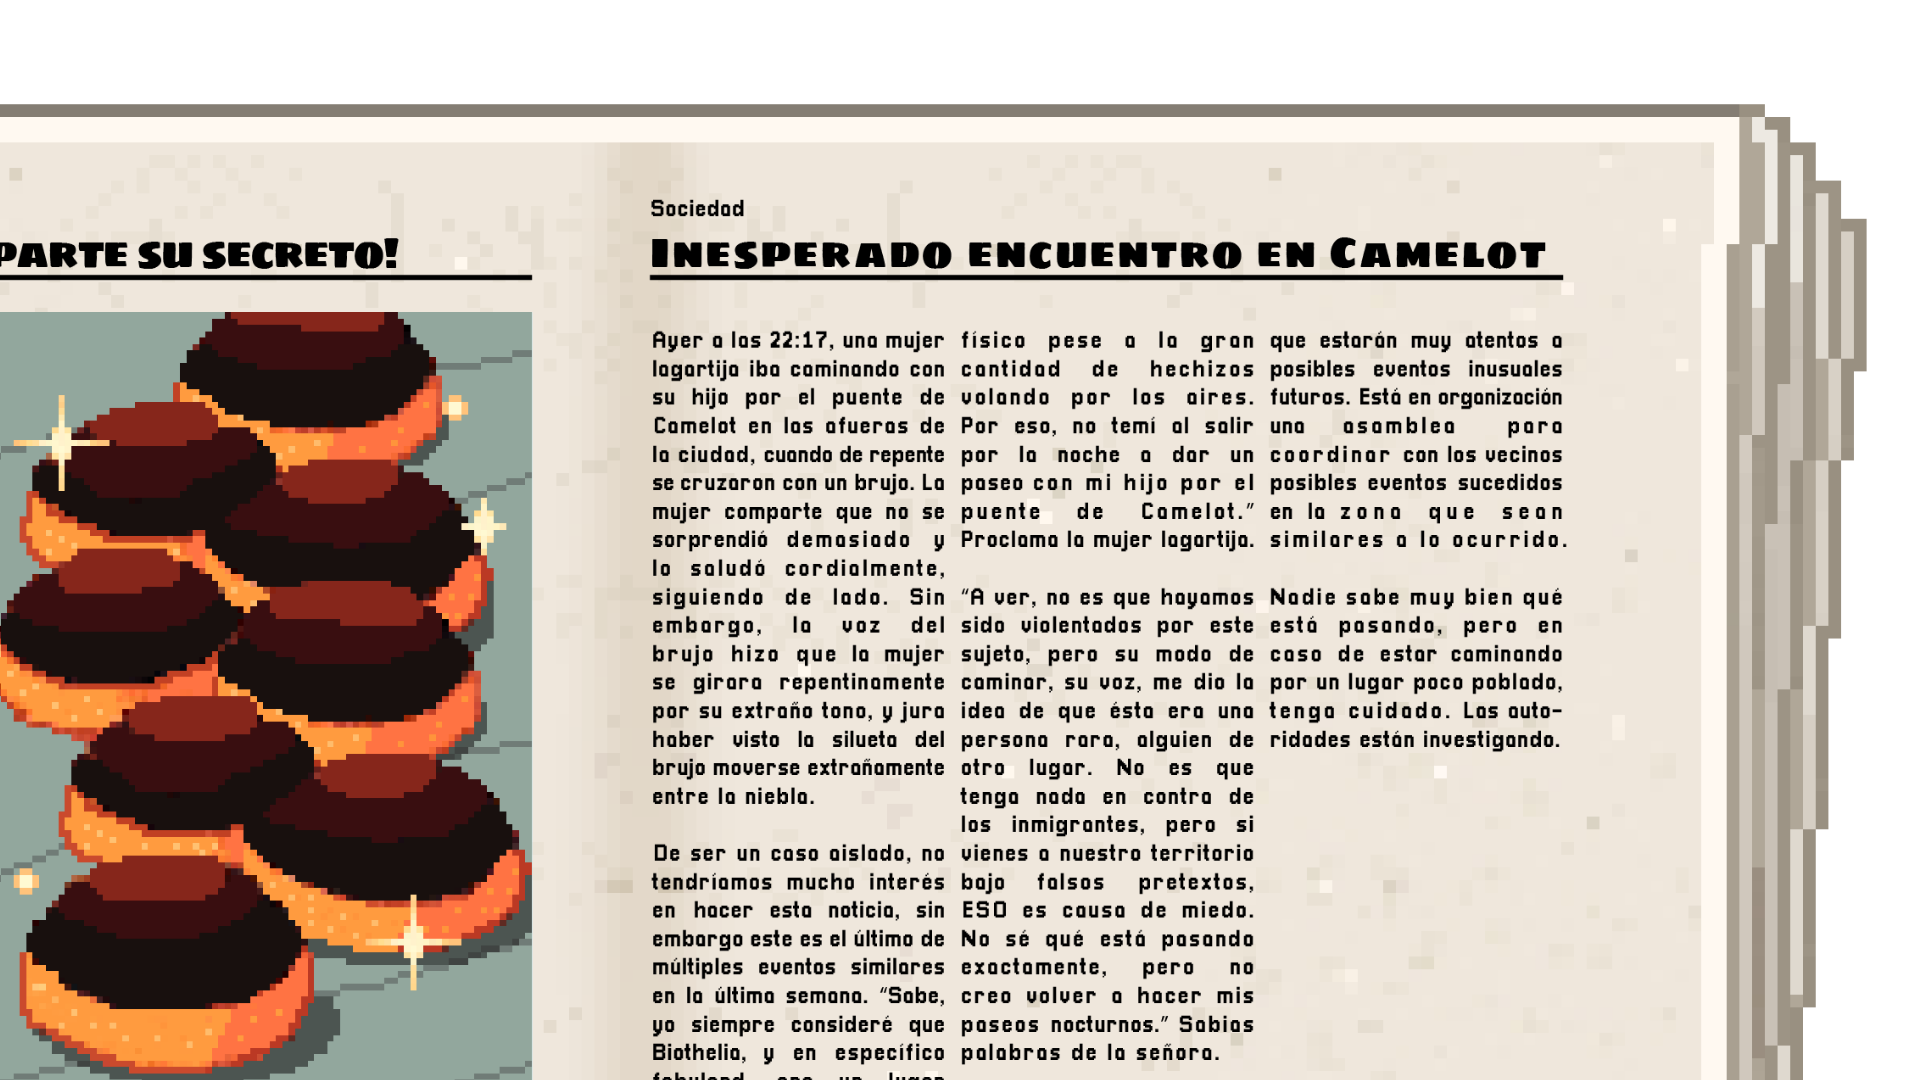 PARTE SU SECRETO!
Sociedad
INESPERADO ENCUENTRO EN CAMELOT
Ayer a las 22:17, una mujer
lagartija iba caminando con
su hijo por el puente de
Camelot en las afueras de
la ciudad, cuando de repente
se cruzaron con un brujo. La
mujer comparte que no se
sorprendió demasiado y
lo saludó cordialmente,
siguiendo de lado. Sin
embargo, la voz del
brujo hizo que la mujer
se girara repentinamente
por su extraño tono, y jura
haber visto la silueta del
brujo moverse extrañamente
entre la niebla.
De ser un caso aislado, no
tendríamos mucho interés
en hacer esta noticia, sin
embargo este es el último de
múltiples eventos similares
en la última semana. "Sabe,
yo siempre consideré que
Biothelia, y en específico
físico pese a la gran
cantidad de hechizos
volando por los aires.
Por eso, no temí al salir
por la noche a dar un
paseo con mi hijo por el
puente de Camelot."
Proclama la mujer lagartija.
"A ver, no es que hayamos
sido violentados por este
sujeto, pero su modo de
caminar, su voz, me dio la
idea de que ésta era una
persona rara, alguien de
otro lugar. No es que
tenga nada en contra de
los inmigrantes, pero si
vienes a nuestro territorio
bajo falsos pretextos,
ESO es causa de miedo.
No sé qué está pasando
exactamente, pero no
creo volver a hacer mis
paseos nocturnos." Sabias
palabras de la señora.
que estarán muy atentos a
posibles eventos inusuales
futuros. Está en organización
una asamblea para
coordinar con los vecinos
posibles eventos sucedidos
en la zona que sean
similares a lo ocurrido.
Nadie sabe muy bien qué
está pasando, pero en
caso de estar caminando
por un lugar poco poblado,
tenga cuidado. Las auto-
ridades están investigando.